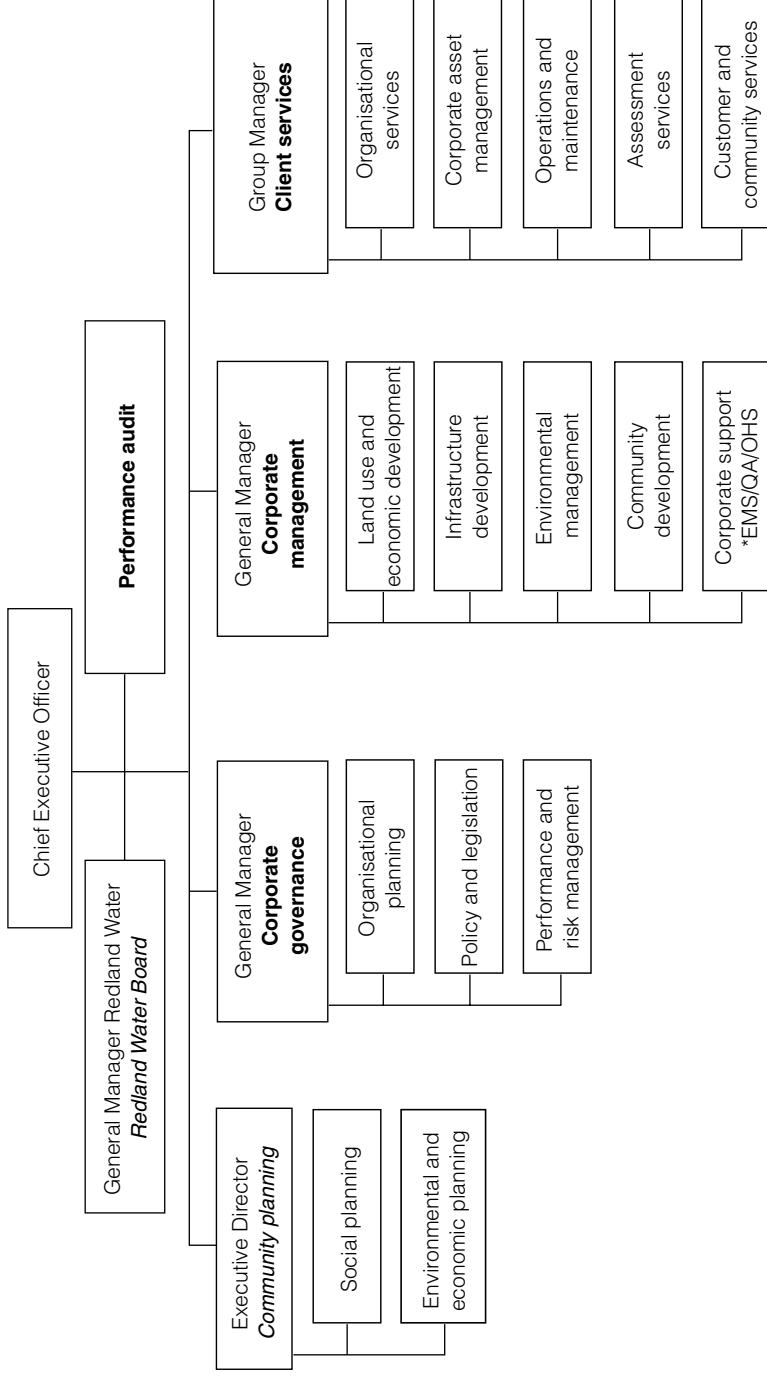 Chief Executive Officer
General Manager Redland Water
Redland Water Board
Performance audit
Executive Director
Community planning
Social planning
Environmental and
economic planning
General Manager
Corporate
governance
Organisational
planning
Policy and legislation
Performance and
risk management
General Manager
Corporate
management
Land use and
economic development
Infrastructure
development
Environmental
management
Community
development
Corporate support
*EMS/QA/OHS
Group Manager
Client services
Organisational
services
Corporate asset
management
Operations and
maintenance
Assessment
services
Customer and
community services